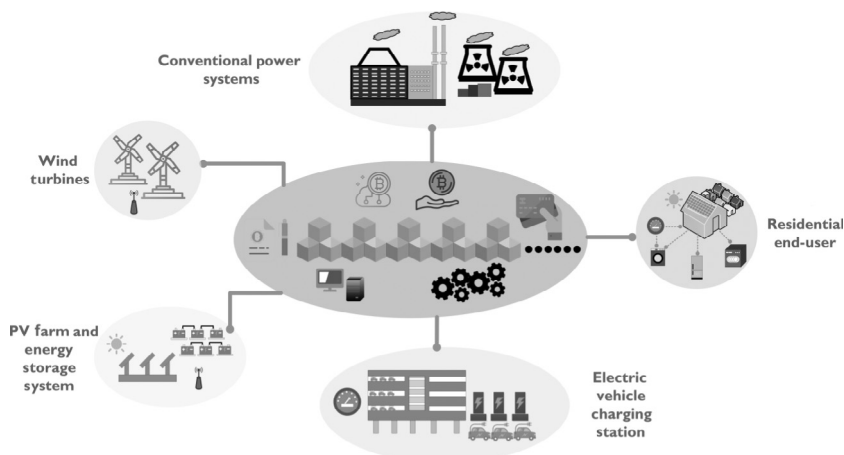 Conventional power
systems
Wind
turbines
Residential
end-user
PV farm and
energy
storage
system
Electric
vehicle
charging
station